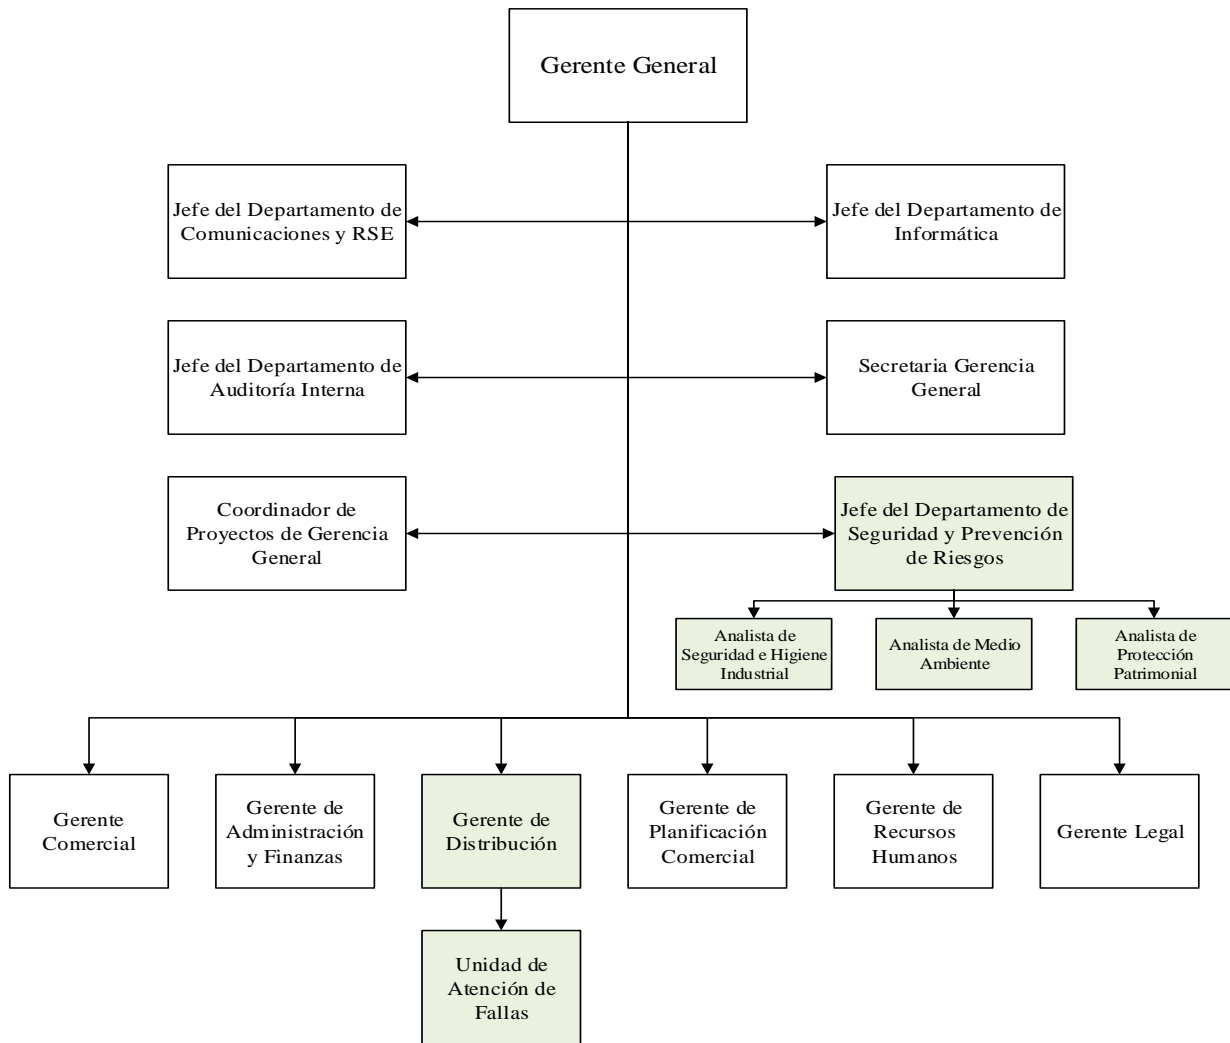 Gerente General
Jefe del Departamento de
Comunicaciones y RSE
Jefe del Departamento de
Informática
Jefe del Departamento de
Auditoría Interna
Secretaria Gerencia
General
Coordinador de
Proyectos de Gerencia
General
Jefe del Departamento de
Seguridad y Prevención
de Riesgos
Analista de
Seguridad e Higiene
Industrial
Analista de Medio
Ambiente
Analista de
Protección
Patrimonial
Gerente
Comercial
Gerente de
Administración
y Finanzas
Gerente de
Distribución
Gerente de
Planificación
Comercial
Gerente de
Recursos
Humanos
Gerente Legal
Unidad de
Atención de
Fallas